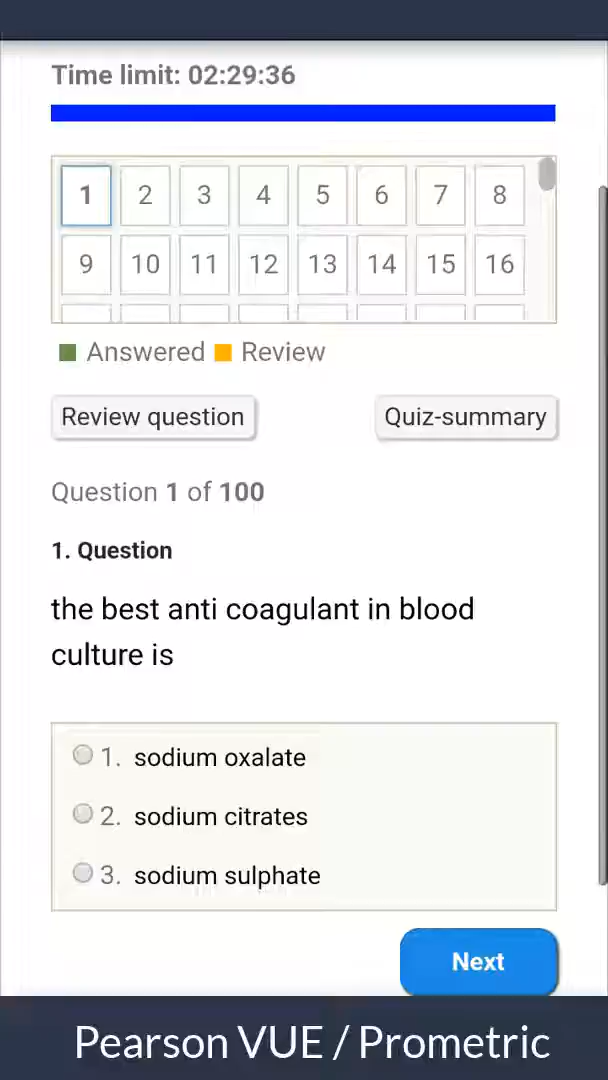 Time limit: 02:29:36
1 2 3 4 5 6 7 8
9 10 11 12 13 14 15 16
Answered Review
Review question Quiz-summary
Question 1 of 100
1. Question
the best anti coagulant in blood
culture is
1. sodium oxalate
2. sodium citrates
3. sodium sulphate
Next
Pearson VUE / Prometric